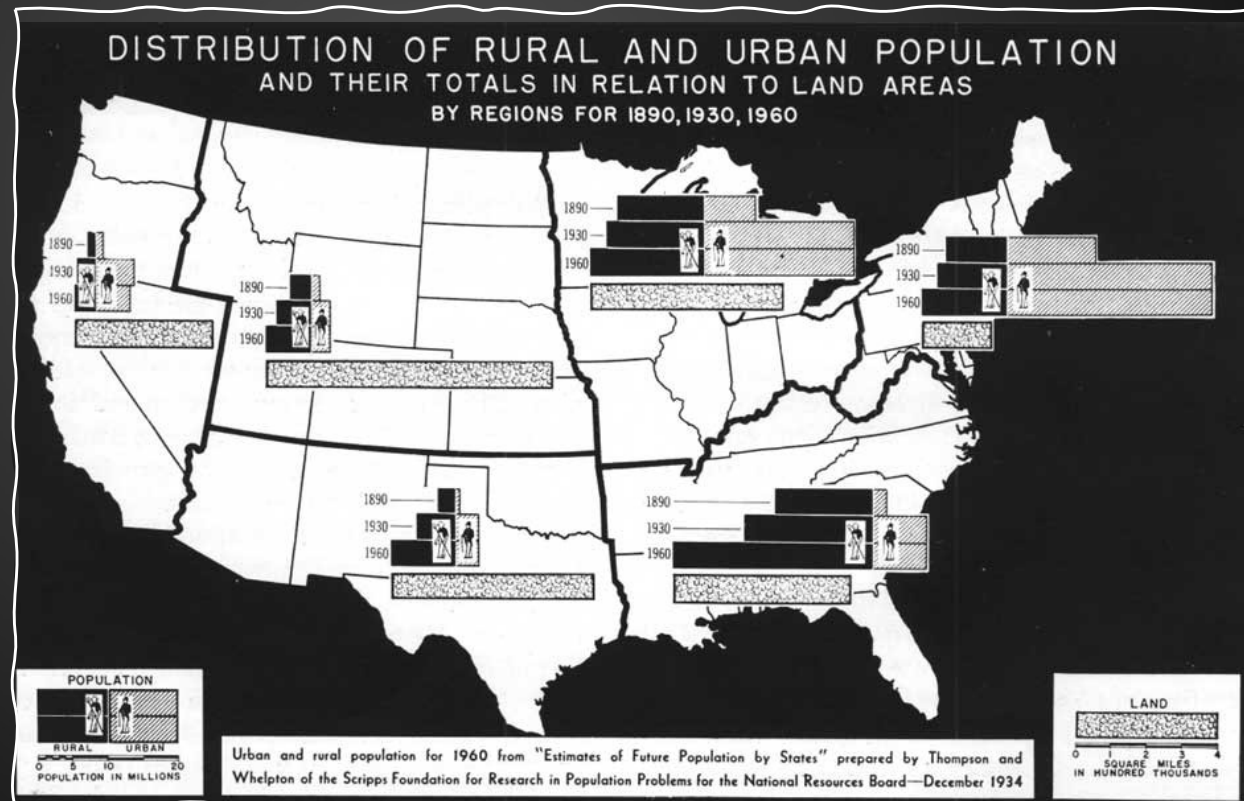 DISTRIBUTION OF RURAL AND URBAN POPULATION
AND THEIR TOTALS IN RELATION TO LAND AREAS
BY REGIONS FOR 1890, 1930, 1960
1890
1930
1960
1890
1930
1960
1890
1930
1960
1890
1930
1960
1890
1930
1960
1890
1930
1960
POPULATION
RURAL URBAN
0 5 10 20
POPULATION IN MILLIONS
Urban and rural population for 1960 from "Estimates of Future Population by States" prepared by Thompson and
Whelpton of the Scripps Foundation for Research in Population Problems for the National Resources Board—December 1934
LAND
0 1 2 3 4
SQUARE MILES
IN HUNDRED THOUSANDS